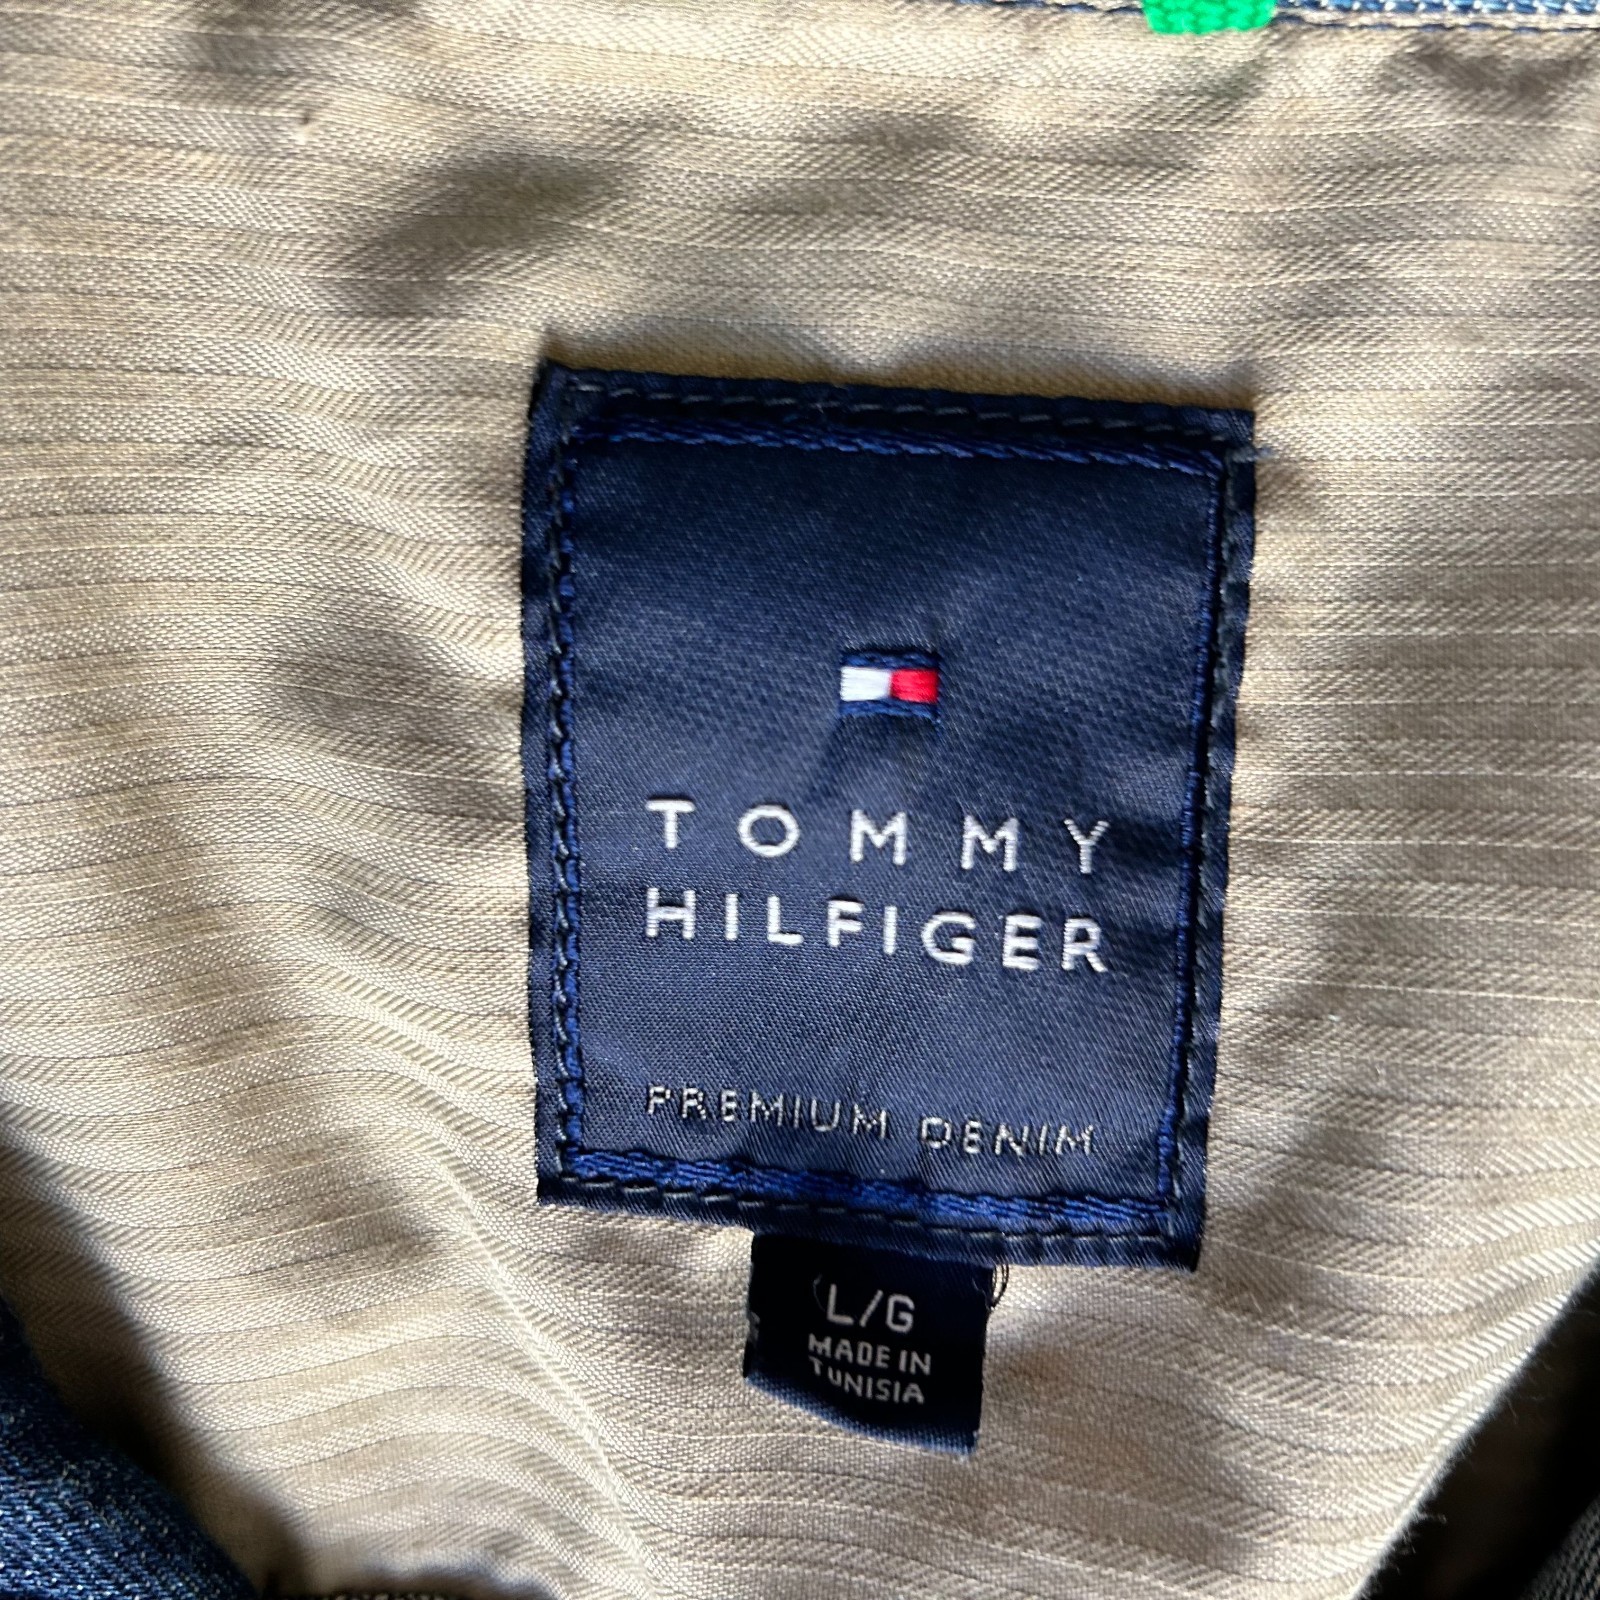 TOMMY
HILFIGER
PREMIUM DENIM
L/G
MADE IN
TUNISIA